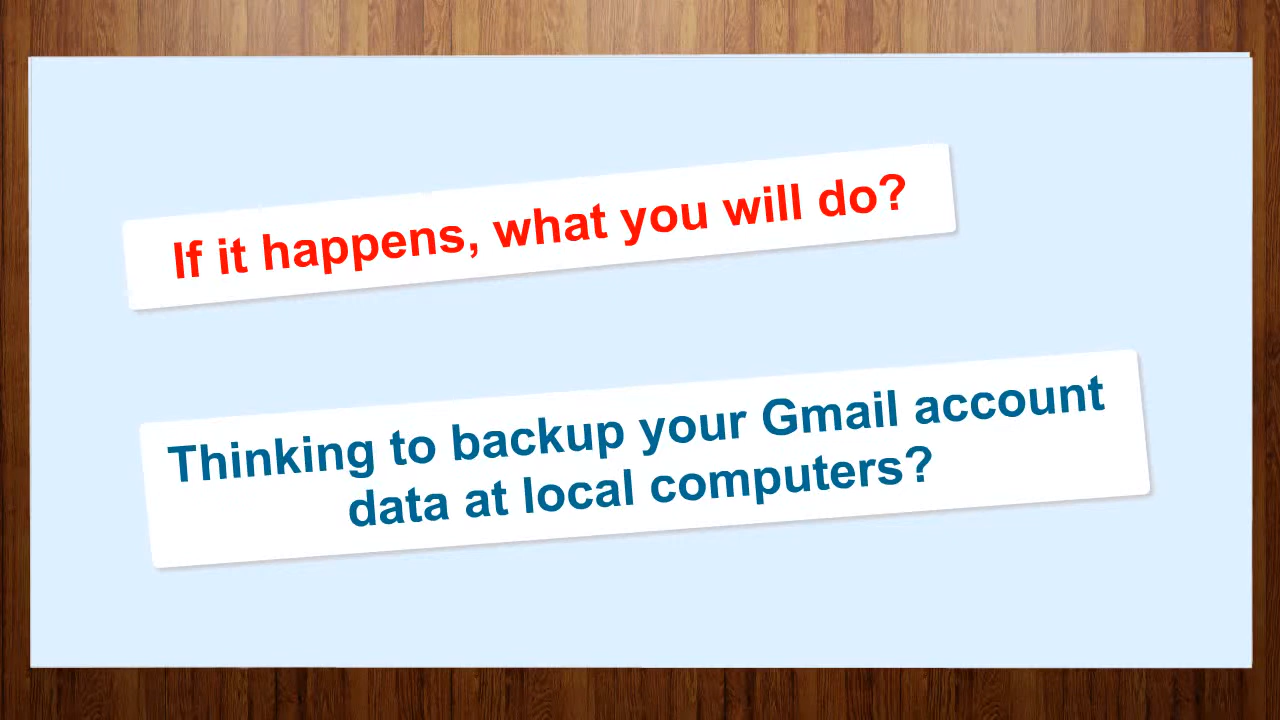 If it happens, what you will do?
Thinking to backup your Gmail account
data at local computers?